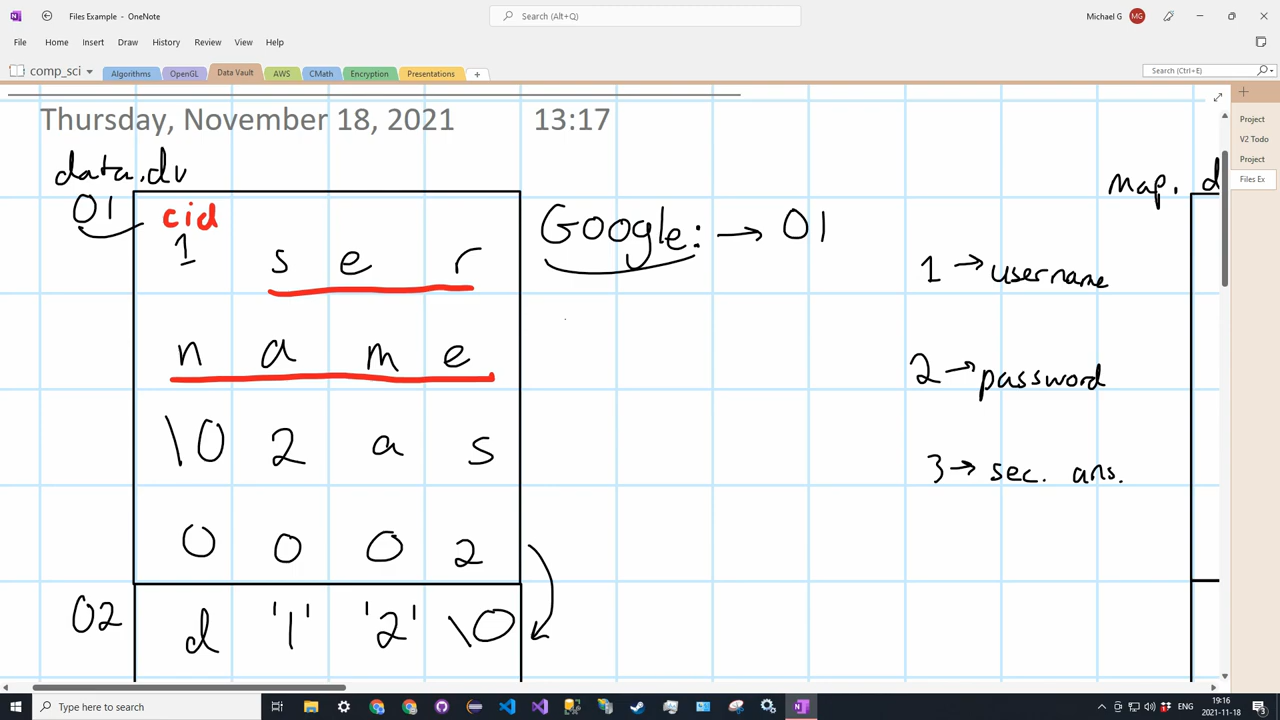 Files Example - OneNote
Search (Alt+Q)
Michael G
MG
File Home Insert Draw History Review View Help
comp_sci
Algorithms OpenGL Data Vault AWS CMath Encryption Presentations
Search (Ctrl+E)
Thursday, November 18, 2021 13:17
Project
V2 Todo
Project
Files Ex
data.dv
map. d
01
cid
1 s e r
Google: → 01
1 → username
n a m e
2 → password
\0 2 a s
3 → sec. ans.
0 0 0 2
02
d '1' '2' \0
Type here to search
19:16
2021-11-18